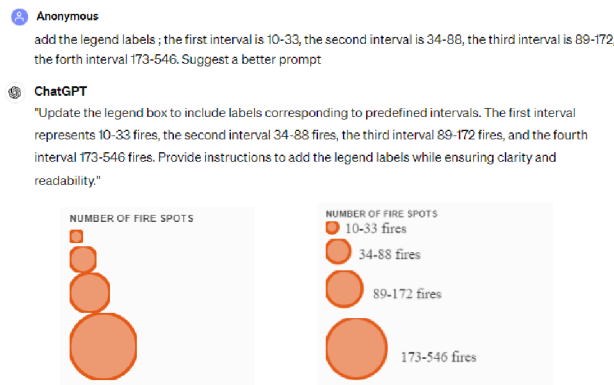 Anonymous
add the legend labels ; the first interval is 10-33, the second interval is 34-88, the third interval is 89-172,
the forth interval 173-546. Suggest a better prompt
ChatGPT
"Update the legend box to include labels corresponding to predefined intervals. The first interval
represents 10-33 fires, the second interval 34-88 fires, the third interval 89-172 fires, and the fourth
interval 173-546 fires. Provide instructions to add the legend labels while ensuring clarity and
readability."
NUMBER OF FIRE SPOTS
NUMBER OF FIRE SPOTS
10-33 fires
34-88 fires
89-172 fires
173-546 fires